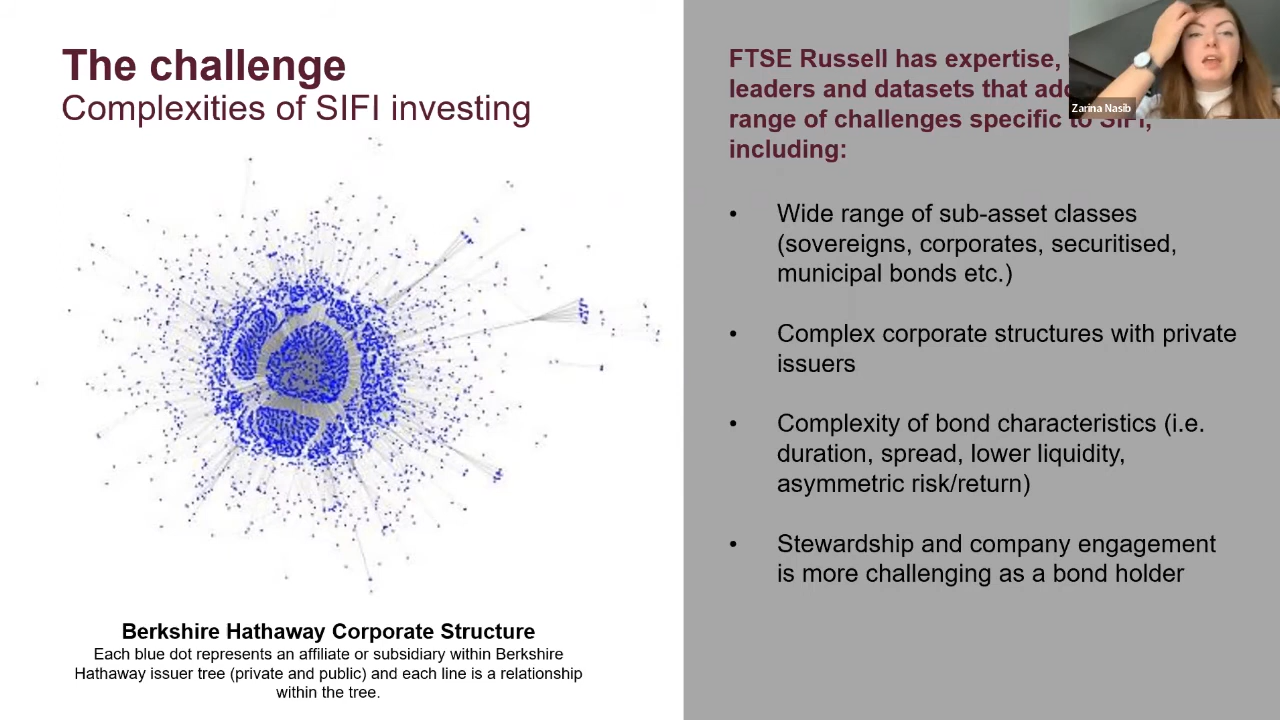 The challenge
Complexities of SIFI investing
Berkshire Hathaway Corporate Structure
Each blue dot represents an affiliate or subsidiary within Berkshire
Hathaway issuer tree (private and public) and each line is a relationship
within the tree.
FTSE Russell has expertise,
leaders and datasets that
range of challenges specific to SIFI,
including:
• Wide range of sub-asset classes
(sovereigns, corporates, securitised,
municipal bonds etc.)
• Complex corporate structures with private
issuers
• Complexity of bond characteristics (i.e.
duration, spread, lower liquidity,
asymmetric risk/return)
• Stewardship and company engagement
is more challenging as a bond holder
Zarina Nasib